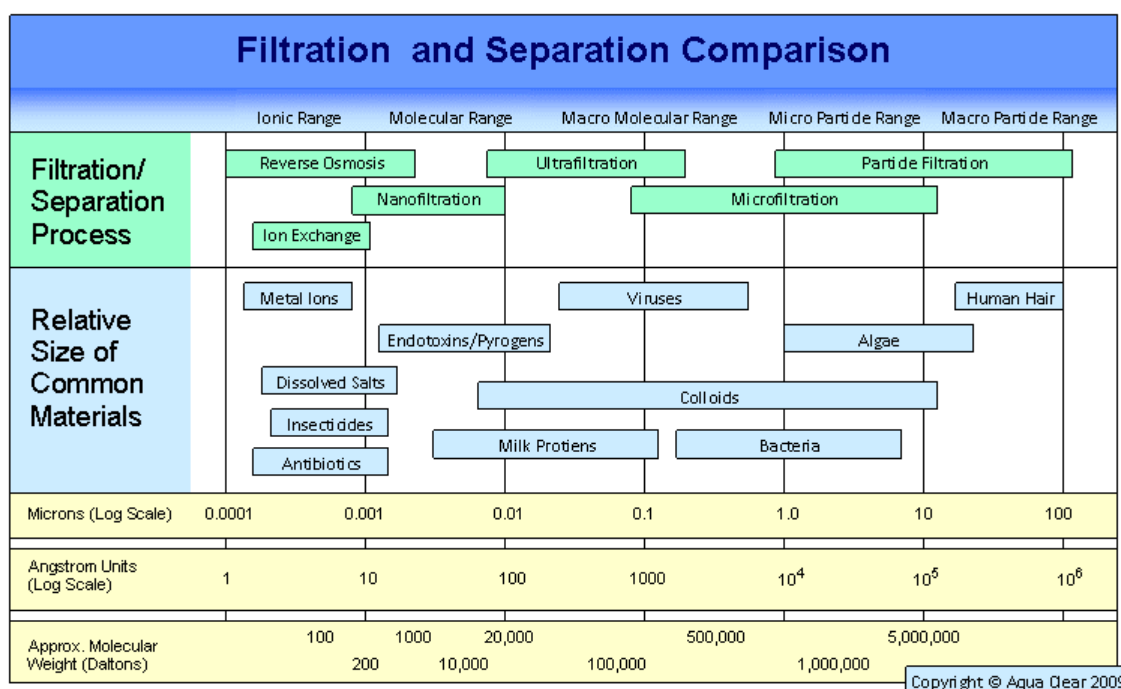 Filtration and Separation Comparison
Ionic Range Molecular Range Macro Molecular Range Micro Partide Range Macro Partide Range
Filtration/
Separation
Process
Reverse Osmosis Ultrafiltration Partide Filtration
Nanofiltration Microfiltration
Ion Exchange
Relative
Size of
Common
Materials
Metal Ions Viruses Human Hair
Endotoxins/Pyrogens Algae
Dissolved Salts Colloids
Insecticides
Milk Protiens Bacteria
Antibiotics
Microns (Log Scale) 0.0001 0.001 0.01 0.1 1.0 10 100
Angstrom Units
(Log Scale) 1 10 100 1000 10⁴ 10⁵ 10⁶
Approx. Molecular
Weight (Daltons)
100 1000 20,000 500,000 5,000,000
200 10,000 100,000 1,000,000
Copyright © Aqua Clear 2009